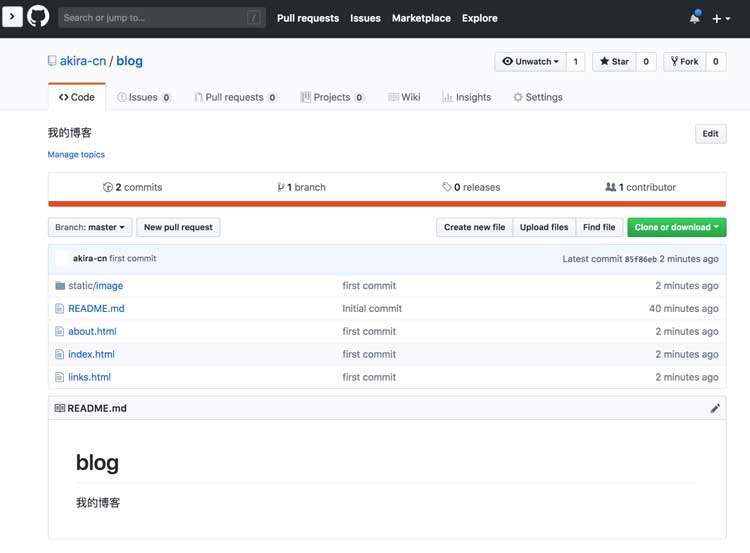 Search or jump to... /
Pull requests Issues Marketplace Explore
akira-cn / blog
Unwatch 1 Star 0 Fork 0
Code Issues 0 Pull requests 0 Projects 0 Wiki Insights Settings
我的博客 Edit
Manage topics
2 commits 1 branch 0 releases 1 contributor
Branch: master New pull request Create new file Upload files Find file Clone or download
akira-cn first commit Latest commit 85f86eb 2 minutes ago
static/image first commit 2 minutes ago
README.md Initial commit 40 minutes ago
about.html first commit 2 minutes ago
index.html first commit 2 minutes ago
links.html first commit 2 minutes ago
README.md
blog
我的博客